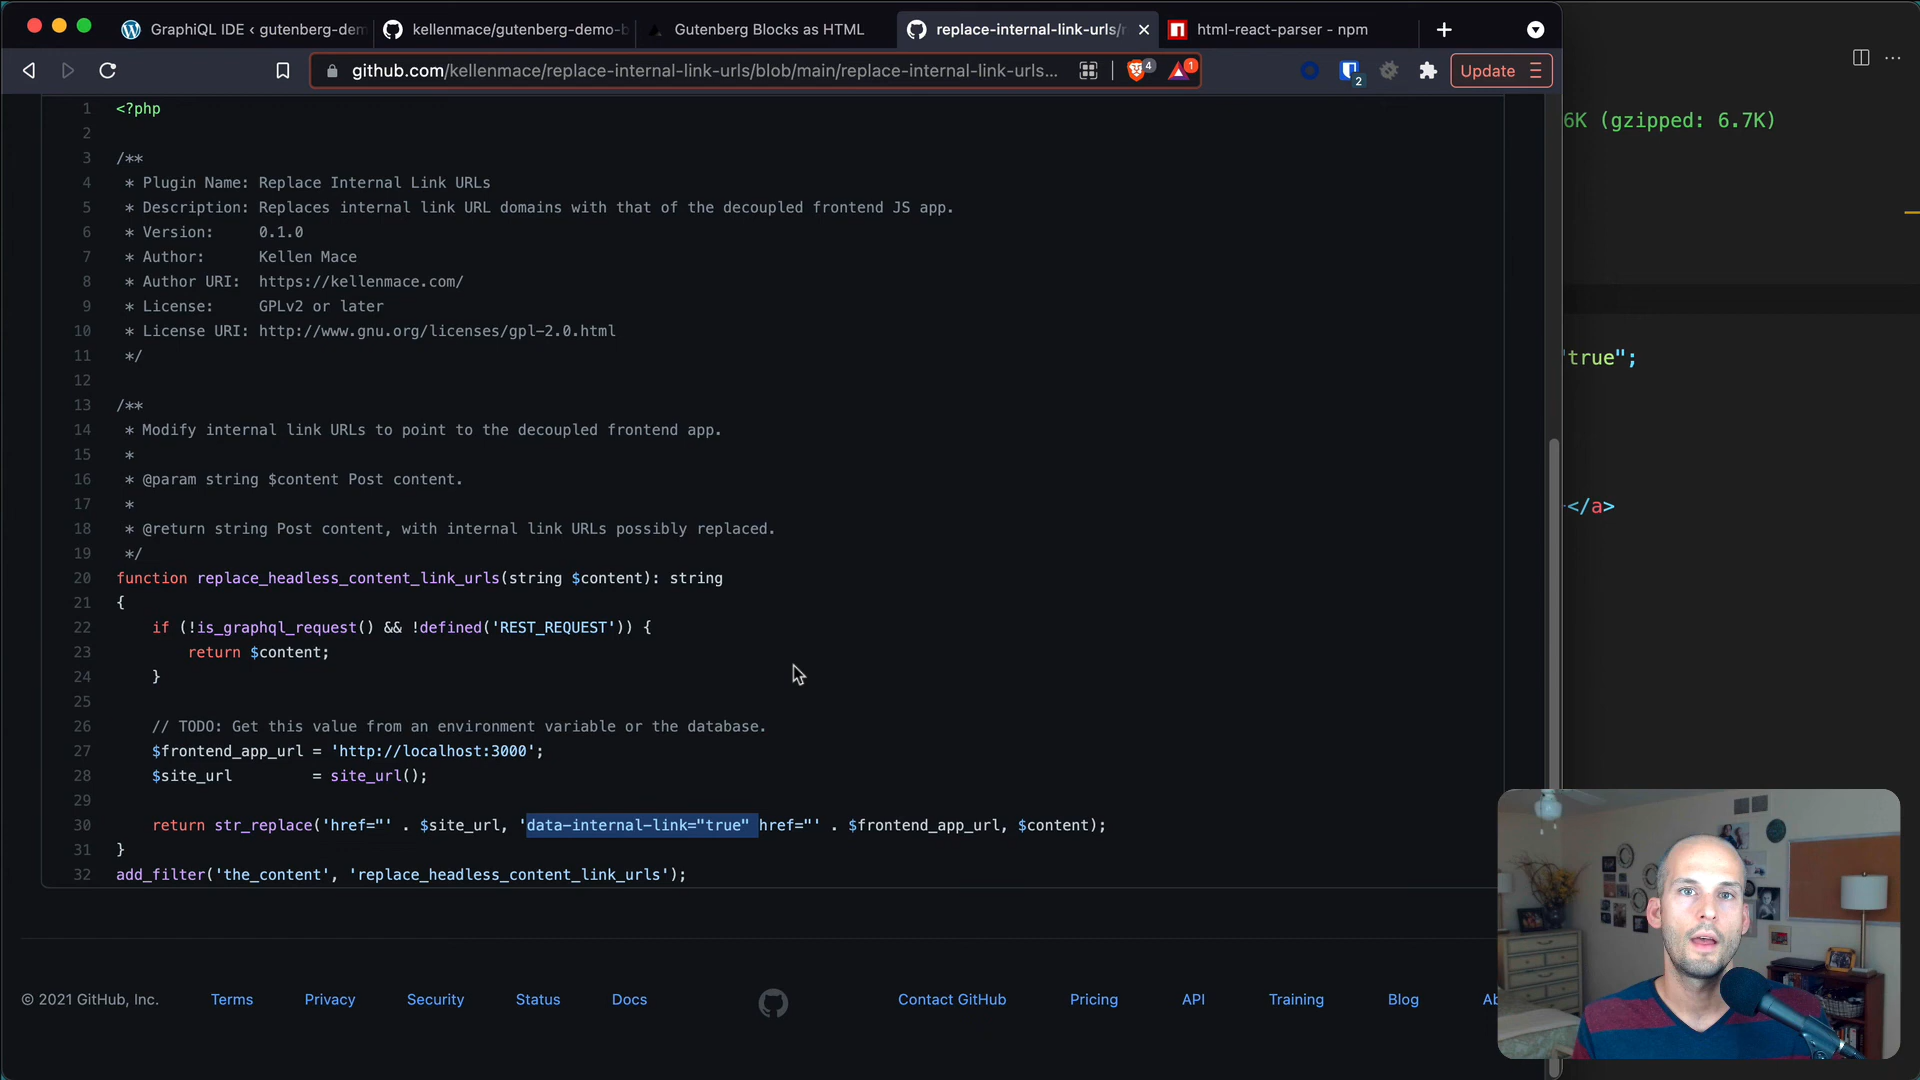 GraphiQL IDE ‹ gutenberg-dem
kellenmace/gutenberg-demo-b
Gutenberg Blocks as HTML
replace-internal-link-urls/r
html-react-parser - npm
github.com/kellenmace/replace-internal-link-urls/blob/main/replace-internal-link-urls...
4
1
2
Update
6K (gzipped: 6.7K)
"true";
</a>
1 <?php
2
3 /**
4 * Plugin Name: Replace Internal Link URLs
5 * Description: Replaces internal link URL domains with that of the decoupled frontend JS app.
6 * Version: 0.1.0
7 * Author: Kellen Mace
8 * Author URI: https://kellenmace.com/
9 * License: GPLv2 or later
10 * License URI: http://www.gnu.org/licenses/gpl-2.0.html
11 */
12
13 /**
14 * Modify internal link URLs to point to the decoupled frontend app.
15 *
16 * @param string $content Post content.
17 *
18 * @return string Post content, with internal link URLs possibly replaced.
19 */
20 function replace_headless_content_link_urls(string $content): string
21 {
22 if (!is_graphql_request() && !defined('REST_REQUEST')) {
23 return $content;
24 }
25
26 // TODO: Get this value from an environment variable or the database.
27 $frontend_app_url = 'http://localhost:3000';
28 $site_url = site_url();
29
30 return str_replace('href="' . $site_url, 'data-internal-link="true" href="' . $frontend_app_url, $content);
31 }
32 add_filter('the_content', 'replace_headless_content_link_urls');
© 2021 GitHub, Inc. Terms Privacy Security Status Docs Contact GitHub Pricing API Training Blog Ab